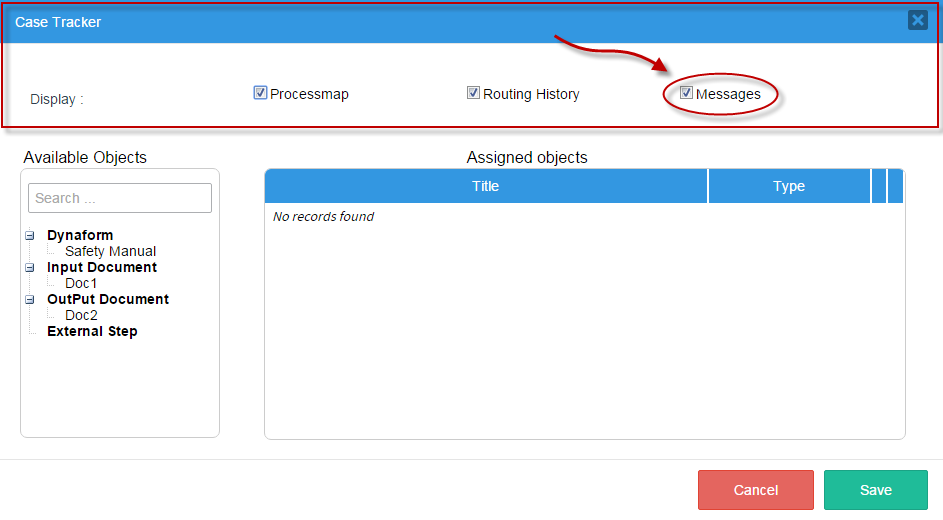 Case Tracker
Display : Processmap Routing History Messages
Available Objects Assigned objects
Search ...
Title Type
No records found
Dynaform
Safety Manual
Input Document
Doc1
OutPut Document
Doc2
External Step
Cancel Save